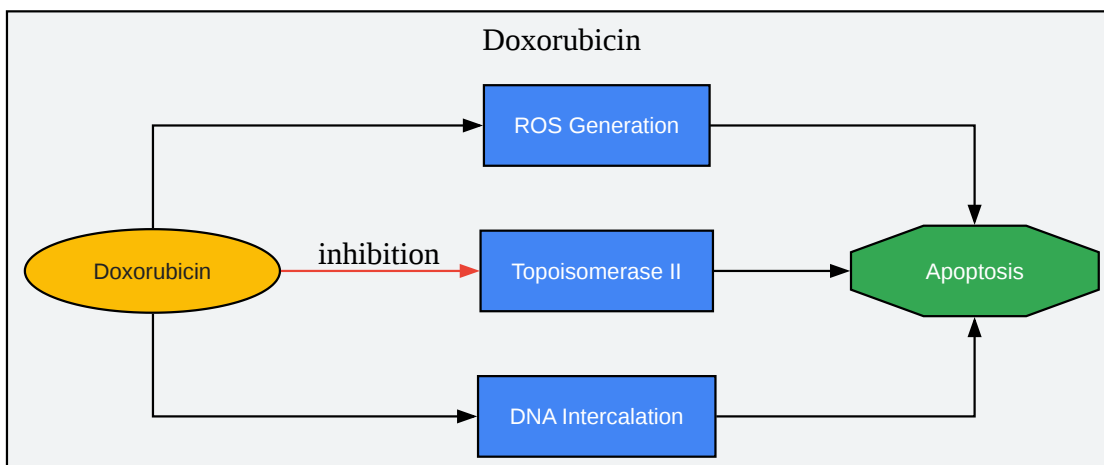 Doxorubicin
ROS Generation
inhibition
Doxorubicin
Topoisomerase II
Apoptosis
DNA Intercalation